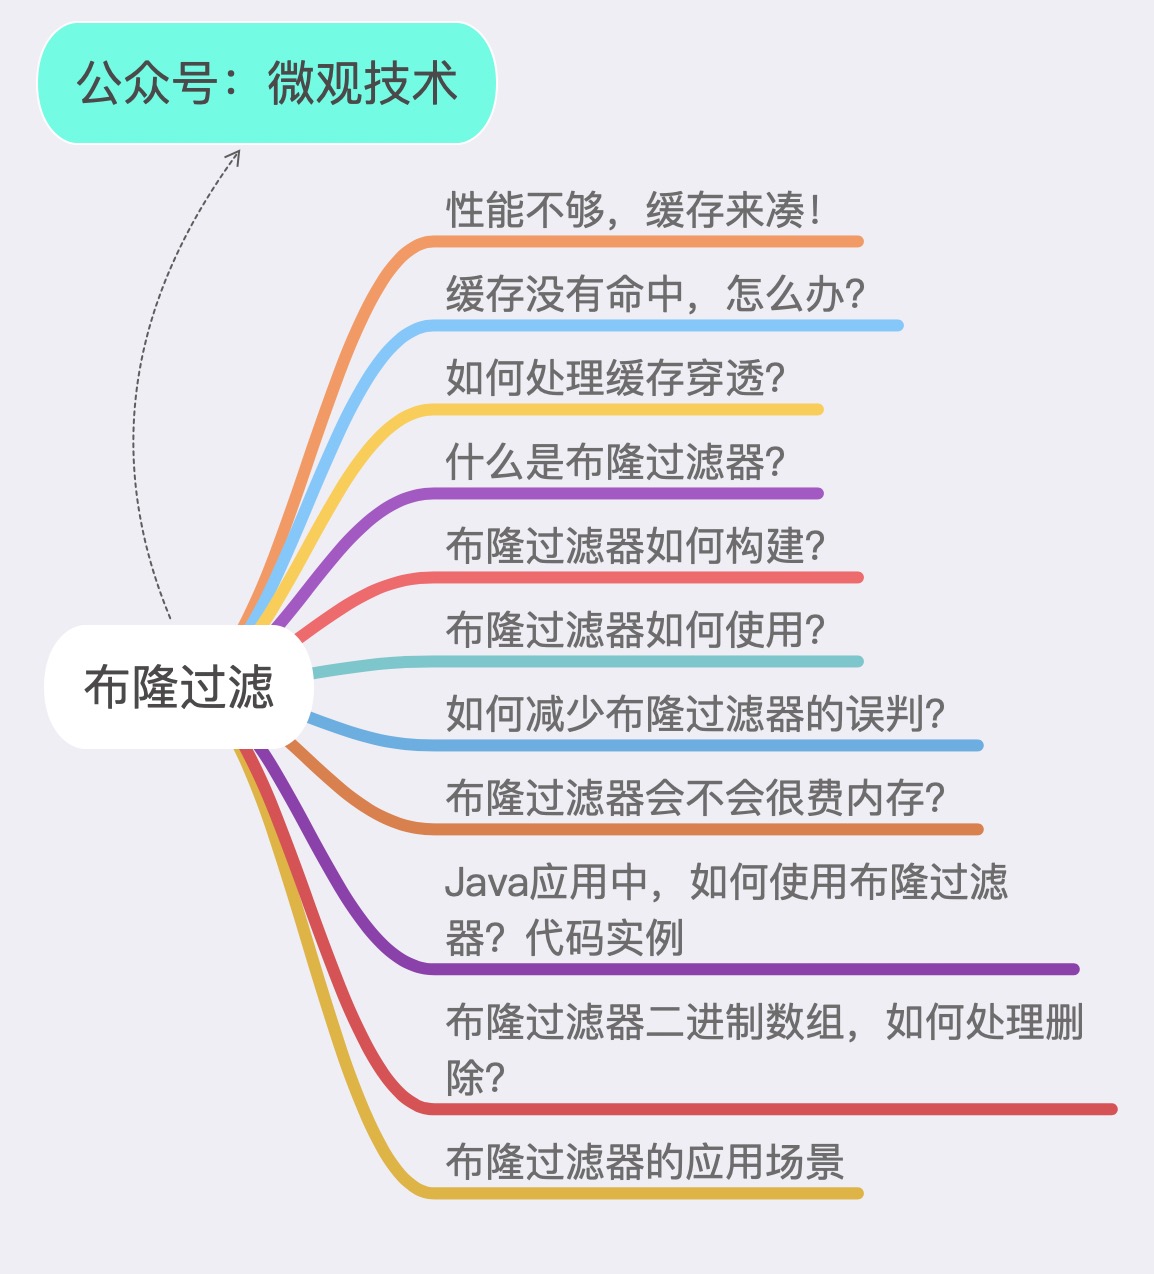 公众号：微观技术
性能不够，缓存来凑！
缓存没有命中，怎么办？
如何处理缓存穿透？
什么是布隆过滤器？
布隆过滤器如何构建？
布隆过滤器如何使用？
布隆过滤
如何减少布隆过滤器的误判？
布隆过滤器会不会很费内存？
Java应用中，如何使用布隆过滤
器？代码实例
布隆过滤器二进制数组，如何处理删
除？
布隆过滤器的应用场景